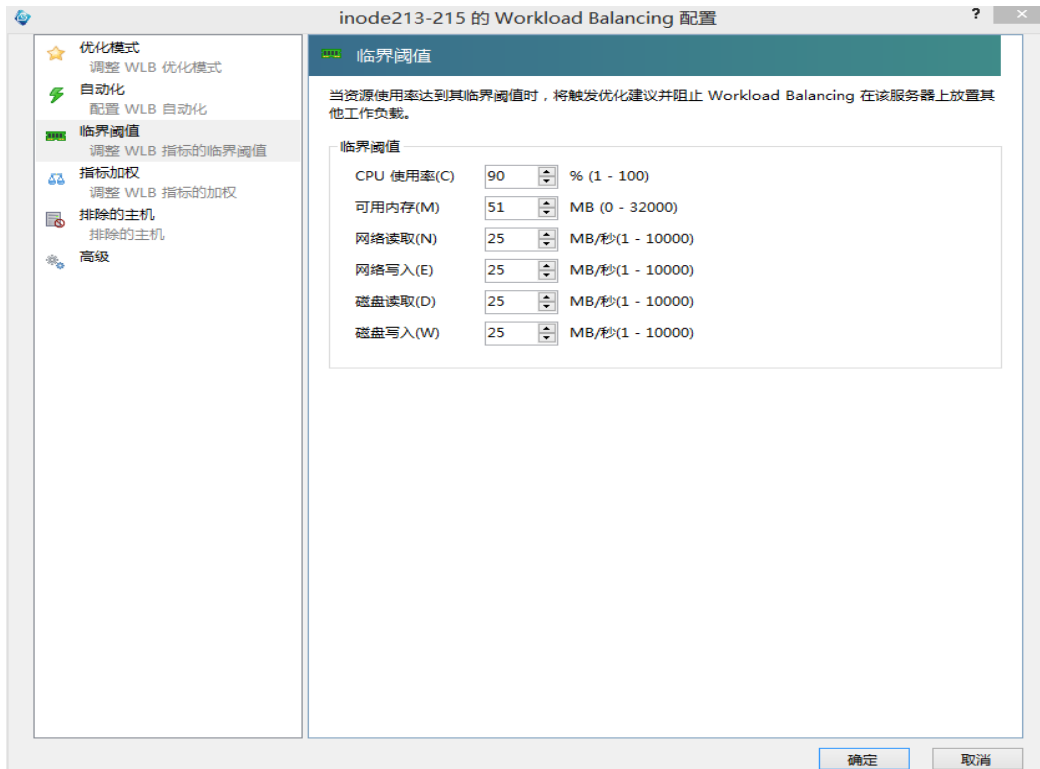 inode213-215 的 Workload Balancing 配置
?
优化模式
调整 WLB 优化模式
自动化
配置 WLB 自动化
临界阈值
调整 WLB 指标的临界阈值
指标加权
调整 WLB 指标的加权
排除的主机
排除的主机
高级
临界阈值
当资源使用率达到其临界阈值时，将触发优化建议并阻止 Workload Balancing 在该服务器上放置其
他工作负载。
临界阈值
CPU 使用率(C) 90 % (1 - 100)
可用内存(M) 51 MB (0 - 32000)
网络读取(N) 25 MB/秒(1 - 10000)
网络写入(E) 25 MB/秒(1 - 10000)
磁盘读取(D) 25 MB/秒(1 - 10000)
磁盘写入(W) 25 MB/秒(1 - 10000)
确定 取消